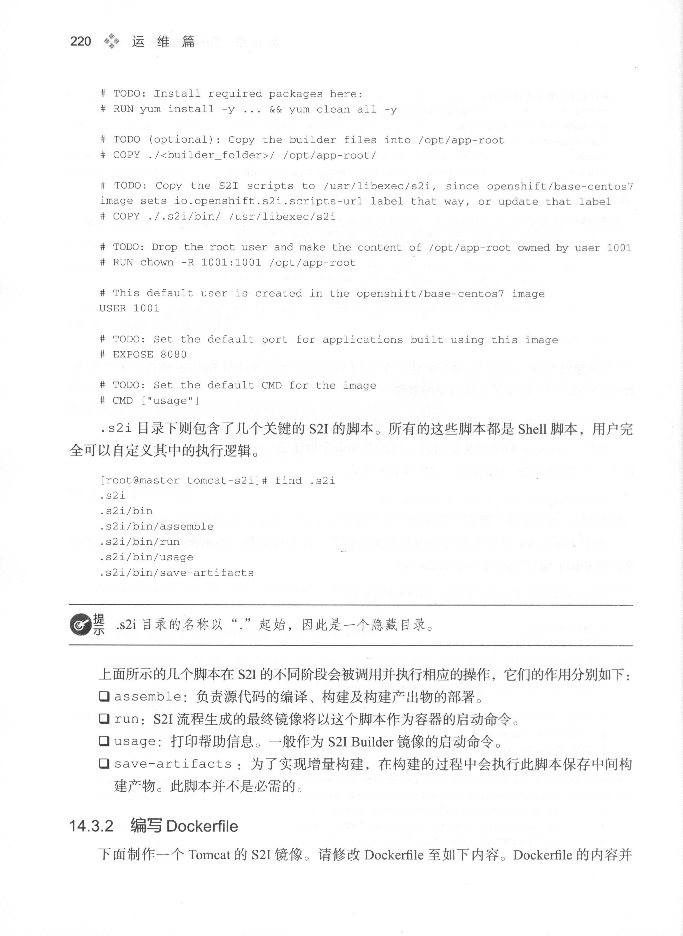 220 运维篇
# TODO: Install required packages here:
# RUN yum install -y ... && yum clean all -y
# TODO (optional): Copy the builder files into /opt/app-root
# COPY ./<builder_folder>/ /opt/app-root/
# TODO: Copy the S2I scripts to /usr/libexec/s2i, since openshift/base-centos7
image sets io.openshift.s2i.scripts-url label that way, or update that label
# COPY ./.s2i/bin/ /usr/libexec/s2i
# TODO: Drop the root user and make the content of /opt/app-root owned by user 1001
# RUN chown -R 1001:1001 /opt/app-root
# This default user is created in the openshift/base-centos7 image
USER 1001
# TODO: Set the default port for applications built using this image
# EXPOSE 8080
# TODO: Set the default CMD for the image
# CMD ["usage"]
.s2i 目录下则包含了几个关键的 S2I 的脚本。所有的这些脚本都是 Shell 脚本，用户完
全可以自定义其中的执行逻辑。
[root@master tomcat-s2i]# find .s2i
.s2i
.s2i/bin
.s2i/bin/assemble
.s2i/bin/run
.s2i/bin/usage
.s2i/bin/save-artifacts
提示 .s2i 目录的名称以“.”起始，因此是一个隐藏目录。
上面所示的几个脚本在 S2I 的不同阶段会被调用并执行相应的操作，它们的作用分别如下：
❑ assemble：负责源代码的编译、构建及构建产出物的部署。
❑ run：S2I 流程生成的最终镜像将以这个脚本作为容器的启动命令。
❑ usage：打印帮助信息。一般作为 S2I Builder 镜像的启动命令。
❑ save-artifacts：为了实现增量构建，在构建的过程中会执行此脚本保存中间构
建产物。此脚本并不是必需的。
14.3.2 编写 Dockerfile
下面制作一个 Tomcat 的 S2I 镜像。请修改 Dockerfile 至如下内容。Dockerfile 的内容并